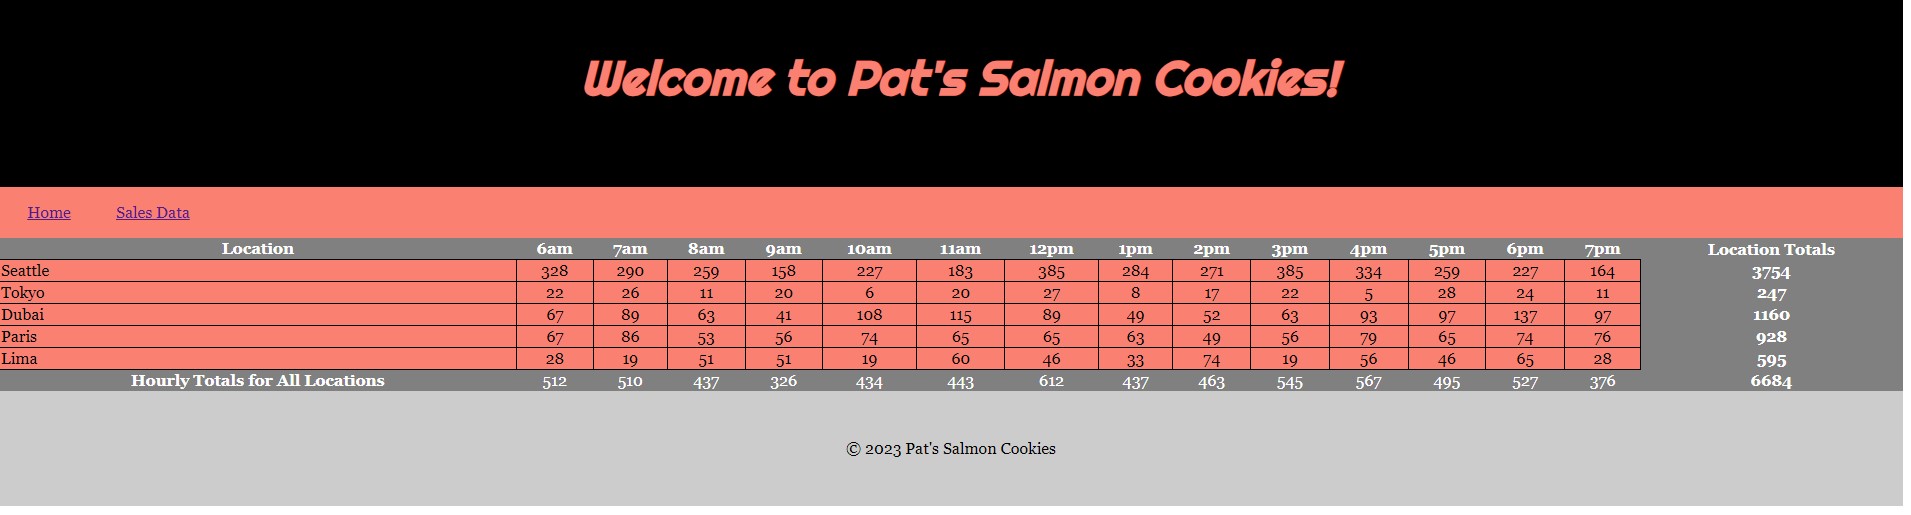 Welcome to Pat's Salmon Cookies!
Home Sales Data
Location 6am 7am 8am 9am 10am 11am 12pm 1pm 2pm 3pm 4pm 5pm 6pm 7pm Location Totals
Seattle 328 290 259 158 227 183 385 284 271 385 334 259 227 164 3754
Tokyo 22 26 11 20 6 20 27 8 17 22 5 28 24 11 247
Dubai 67 89 63 41 108 115 89 49 52 63 93 97 137 97 1160
Paris 67 86 53 56 74 65 65 63 49 56 79 65 74 76 928
Lima 28 19 51 51 19 60 46 33 74 19 56 46 65 28 595
Hourly Totals for All Locations 512 510 437 326 434 443 612 437 463 545 567 495 527 376 6684
© 2023 Pat's Salmon Cookies